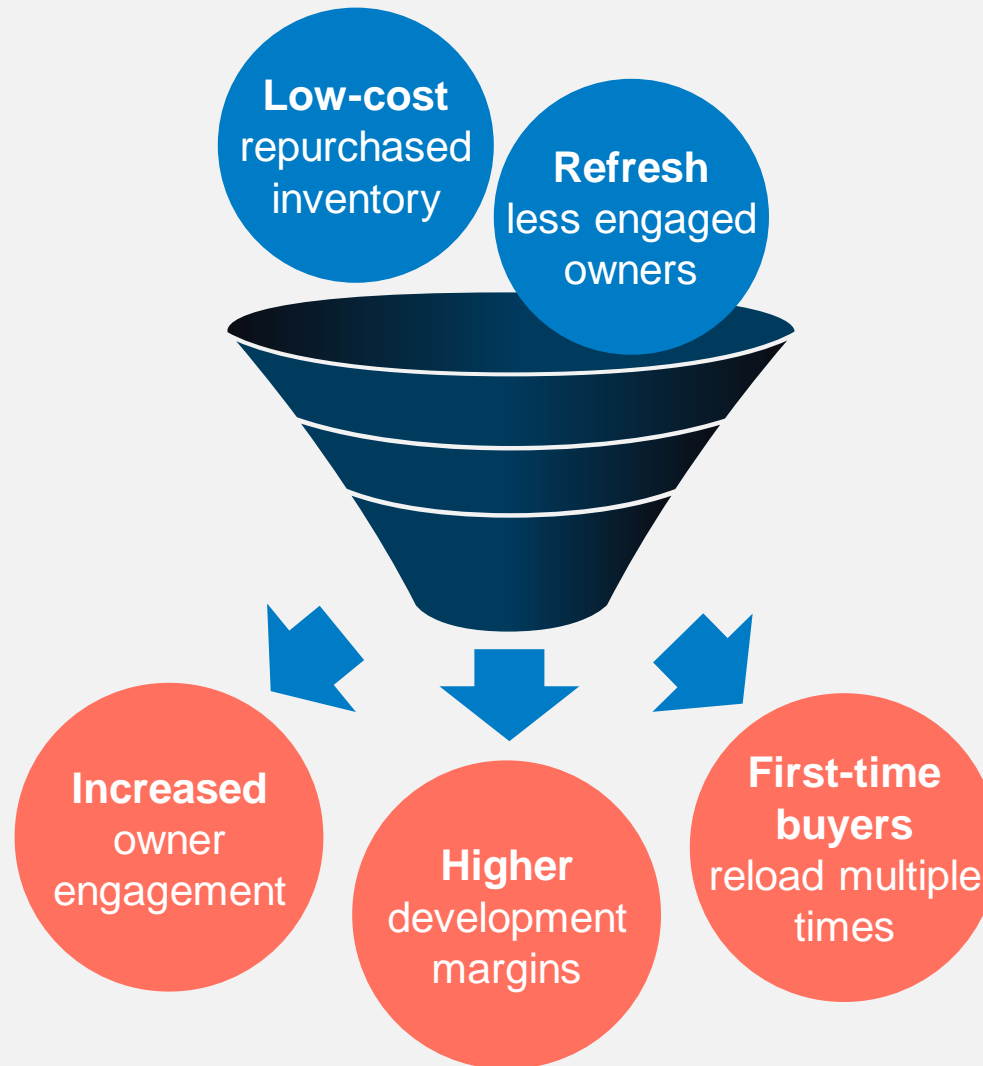 Low-cost
repurchased
inventory
Refresh
less engaged
owners
Increased
owner
engagement
Higher
development
margins
First-time
buyers
reload multiple
times